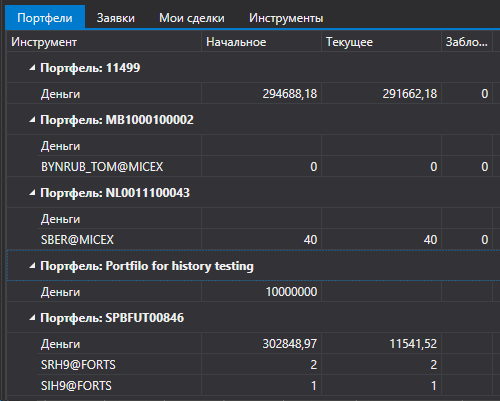 Портфели Заявки Мои сделки Инструменты
Инструмент Начальное Текущее Забло...
Портфель: 11499
Деньги 294688,18 291662,18 0
Портфель: MB1000100002
Деньги
BYNRUB_TOM@MICEX 0 0 0
Портфель: NL0011100043
Деньги
SBER@MICEX 40 40 0
Портфель: Portfilo for history testing
Деньги 10000000
Портфель: SPBFUT00846
Деньги 302848,97 11541,52
SRH9@FORTS 2 2
SIH9@FORTS 1 1